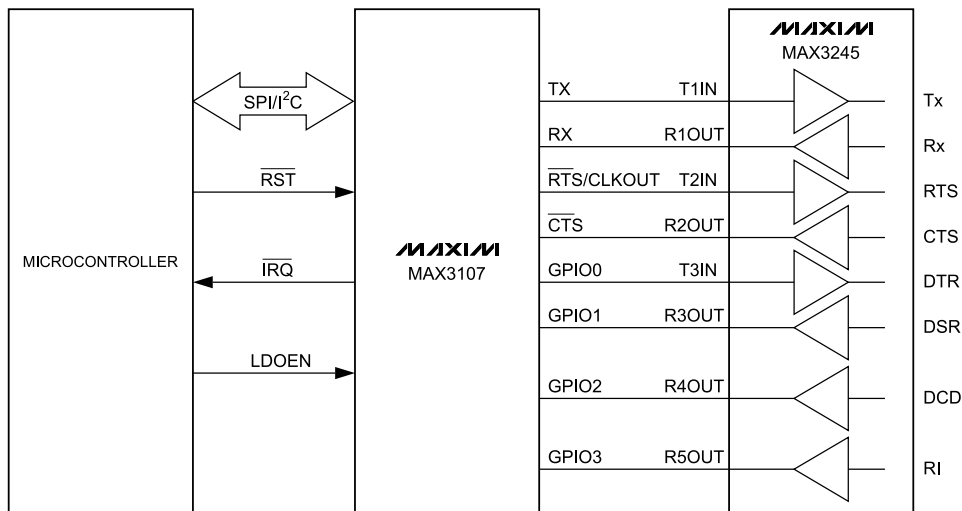 MAXIM
MAX3245
SPI/I²C
TX T1IN Tx
RX R1OUT Rx
RST
RTS/CLKOUT T2IN RTS
CTS R2OUT CTS
MICROCONTROLLER
MAXIM
MAX3107
IRQ
GPIO0 T3IN DTR
GPIO1 R3OUT DSR
LDOEN
GPIO2 R4OUT DCD
GPIO3 R5OUT RI